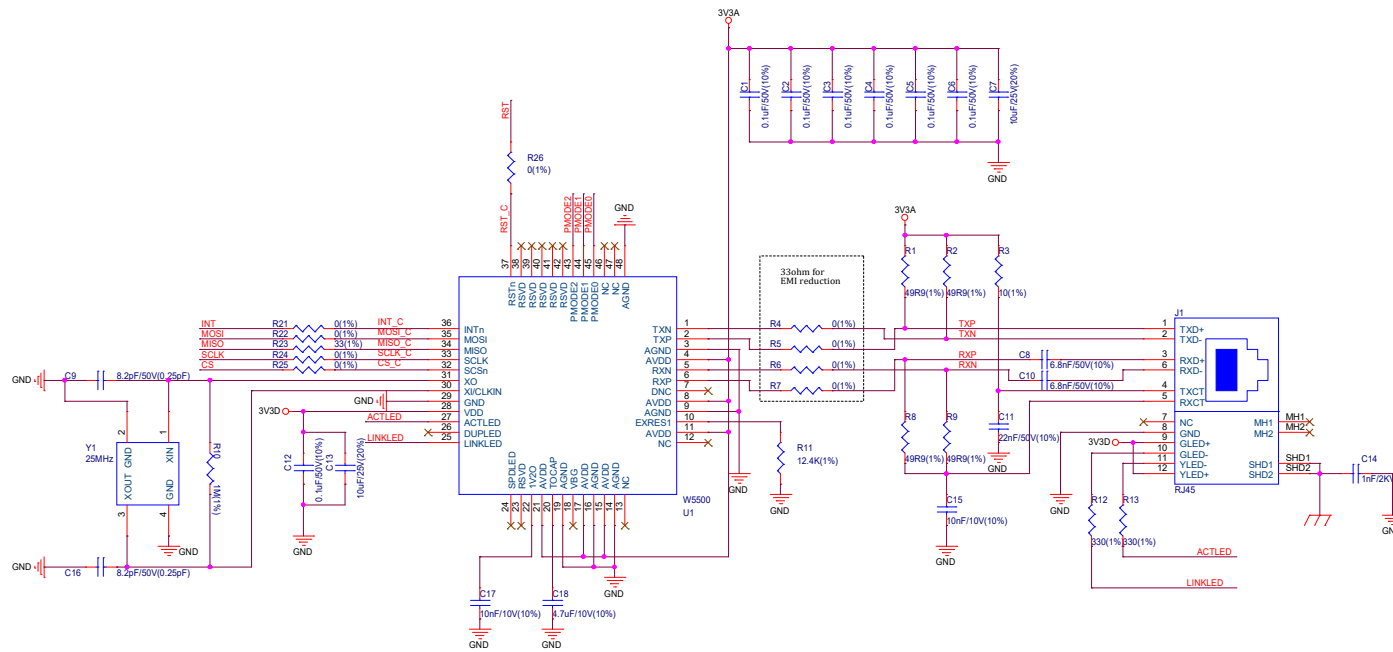 3V3A
C1
0.1uF/50V(10%)
C2
0.1uF/50V(10%)
C3
0.1uF/50V(10%)
C4
0.1uF/50V(10%)
C5
0.1uF/50V(10%)
C6
0.1uF/50V(10%)
C7
10uF/25V(20%)
GND
RST
R26
0(1%)
RST_C
PMODE2
PMODE1
PMODE0
GND
37
38
39
40
41
42
43
44
45
46
47
48
RSTn
RSVD
RSVD
RSVD
RSVD
RSVD
PMODE2
PMODE1
PMODE0
NC
NC
AGND
INT R21 0(1%) INT_C 36 INTn
MOSI R22 0(1%) MOSI_C 35 MOSI
MISO R23 33(1%) MISO_C 34 MISO
SCLK R24 0(1%) SCLK_C 33 SCLK
CS R25 0(1%) CS_C 32 SCSn
31 XO
30 XI/CLKIN
29 GND
28 VDD
27 ACTLED
26 DUPLED
25 LINKLED
GND
3V3D
ACTLED
LINKLED
TXN 1
TXP 2
AGND 3
AVDD 4
RXN 5
RXP 6
DNC 7
AVDD 8
AGND 9
EXRES1 10
AVDD 11
NC 12
SPDLED
RSVD
1V2O
AVDD
TOCAP
AGND
VBG
AVDD
AGND
AVDD
AGND
NC
24
23
22
21
20
19
18
17
16
15
14
13
W5500
U1
GND
C9
8.2pF/50V(0.25pF)
Y1
25MHz
2
1
GND
XIN
XOUT
GND
3
4
GND
R10
1M(1%)
GND
C16
8.2pF/50V(0.25pF)
C12
0.1uF/50V(10%)
C13
10uF/25V(20%)
GND
C17
10nF/10V(10%)
GND
C18
4.7uF/10V(10%)
GND
GND
33ohm for
EMI reduction
R4 0(1%)
R5 0(1%)
R6 0(1%)
R7 0(1%)
GND
R11
12.4K(1%)
GND
3V3A
R1
49R9(1%)
R2
49R9(1%)
R3
10(1%)
TXP
TXN
RXP
RXN
C8
6.8nF/50V(10%)
C10
6.8nF/50V(10%)
R8
49R9(1%)
R9
49R9(1%)
C11
22nF/50V(10%)
GND
C15
10nF/10V(10%)
GND
J1
1 TXD+
2 TXD-
3 RXD+
6 RXD-
4 TXCT
5 RXCT
7 NC
8 GND
9 GLED+
10 GLED-
11 YLED-
12 YLED+
MH1 MH1
MH2 MH2
SHD1 SHD1
SHD2 SHD2
RJ45
3V3D
GND
R12
330(1%)
R13
330(1%)
ACTLED
LINKLED
C14
1nF/2KV